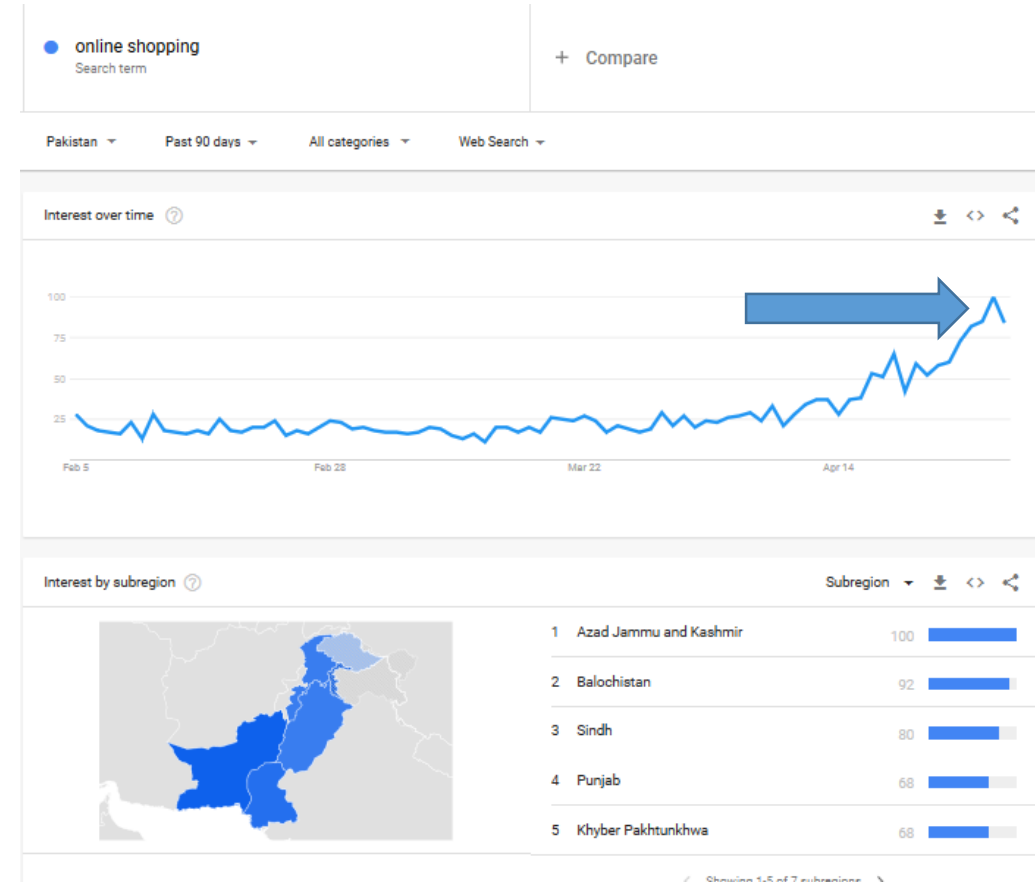 online shopping
Search term
+ Compare
Pakistan
Past 90 days
All categories
Web Search
Interest over time ?
100
75
50
25
Feb 5
Feb 28
Mar 22
Apr 14
Interest by subregion ?
Subregion
1 Azad Jammu and Kashmir 100
2 Balochistan 92
3 Sindh 80
4 Punjab 68
5 Khyber Pakhtunkhwa 68
Showing 1-5 of 7 subregions